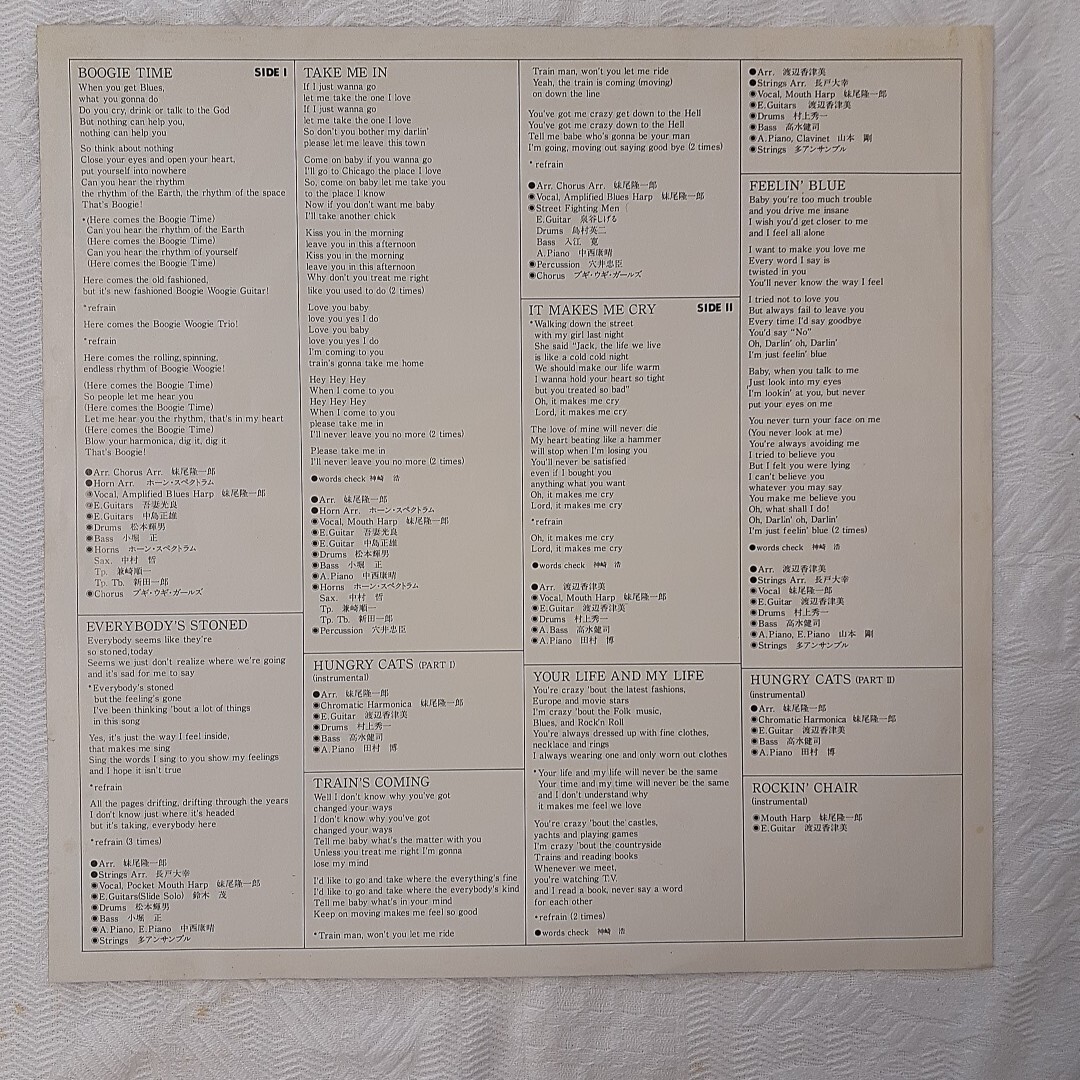 BOOGIE TIME SIDE I
When you get Blues,
what you gonna do
Do you cry, drink or talk to the God
But nothing can help you,
nothing can help you
So think about nothing
Close your eyes and open your heart,
put yourself into nowhere
Can you hear the rhythm
the rhythm of the Earth, the rhythm of the space
That's Boogie!
*(Here comes the Boogie Time)
Can you hear the rhythm of the Earth
(Here comes the Boogie Time)
Can you hear the rhythm of yourself
(Here comes the Boogie Time)
Here comes the old fashioned,
but it's new fashioned Boogie Woogie Guitar!
*refrain
Here comes the Boogie Woogie Trio!
*refrain
Here comes the rolling, spinning,
endless rhythm of Boogie Woogie!
(Here comes the Boogie Time)
So people let me hear you
(Here comes the Boogie Time)
Let me hear you the rhythm, that's in my heart
(Here comes the Boogie Time)
Blow your harmonica, dig it, dig it
That's Boogie!
◉Arr. Chorus Arr. 妹尾隆一郎
◉Horn Arr. ホーン・スペクトラム
◉Vocal, Amplified Blues Harp 妹尾隆一郎
◉E.Guitars 吾妻光良
◉E.Guitars 中島正雄
◉Drums 松本輝男
◉Bass 小堀 正
◉Horns ホーン・スペクトラム
Sax. 中村 哲
Tp. 兼崎順一
Tp. Tb. 新田一郎
◉Chorus ブギ・ウギ・ガールズ
EVERYBODY'S STONED
Everybody seems like they're
so stoned,today
Seems we just don't realize where we're going
and it's sad for me to say
*Everybody's stoned
but the feeling's gone
I've been thinking 'bout a lot of things
in this song
Yes, it's just the way I feel inside,
that makes me sing
Sing the words I sing to you show my feelings
and I hope it isn't true
*refrain
All the pages drifting, drifting through the years
I don't know just where it's headed
but it's taking, everybody here
*refrain (3 times)
◉Arr. 妹尾隆一郎
◉Strings Arr. 長戸大幸
◉Vocal, Pocket Mouth Harp 妹尾隆一郎
◉E.Guitars(Slide Solo) 鈴木 茂
◉Drums 松本輝男
◉Bass 小堀 正
◉A.Piano, E.Piano 中西康晴
◉Strings 多アンサンブル
TAKE ME IN
If I just wanna go
let me take the one I love
If I just wanna go
let me take the one I love
So don't you bother my darlin'
please let me leave this town
Come on baby if you wanna go
I'll go to Chicago the place I love
So, come on baby let me take you
to the place I know
Now if you don't want me baby
I'll take another chick
Kiss you in the morning
leave you in this afternoon
Kiss you in the morning
leave you in this afternoon
Why don't you treat me right
like you used to do (2 times)
Love you baby
love you yes I do
Love you baby
love you yes I do
I'm coming to you
train's gonna take me home
Hey Hey Hey
When I come to you
Hey Hey Hey
When I come to you
please take me in
I'll never leave you no more (2 times)
Please take me in
I'll never leave you no more (2 times)
●words check 神崎 浩
◉Arr. 妹尾隆一郎
◉Horn Arr. ホーン・スペクトラム
◉Vocal, Mouth Harp 妹尾隆一郎
◉E.Guitar 吾妻光良
◉E.Guitar 中島正雄
◉Drums 松本輝男
◉Bass 小堀 正
◉A.Piano 中西康晴
◉Horns ホーン・スペクトラム
Sax. 中村 哲
Tp. 兼崎順一
Tp. Tb. 新田一郎
◉Percussion 穴井忠臣
HUNGRY CATS (PART I)
(instrumental)
◉Arr. 妹尾隆一郎
◉Chromatic Harmonica 妹尾隆一郎
◉E.Guitar 渡辺香津美
◉Drums 村上秀一
◉Bass 高水健司
◉A.Piano 田村 博
TRAIN'S COMING
Well I don't know why you've got
changed your ways
I don't know why you've got
changed your ways
Tell me baby what's the matter with you
Unless you treat me right I'm gonna
lose my mind
I'd like to go and take where the everything's fine
I'd like to go and take where the everybody's kind
Tell me baby what's in your mind
Keep on moving makes me feel so good
*Train man, won't you let me ride
Train man, won't you let me ride
Yeah, the train is coming (moving)
on down the line
You've got me crazy get down to the Hell
You've got me crazy down to the Hell
Tell me babe who's gonna be your man
I'm going, moving out saying good bye (2 times)
*refrain
◉Arr. Chorus Arr. 妹尾隆一郎
◉Vocal, Amplified Blues Harp 妹尾隆一郎
◉Street Fighting Men
E.Guitar 泉谷しげる
Drums 島村英二
Bass 入江 寛
A.Piano 中西康晴
◉Percussion 穴井忠臣
◉Chorus ブギ・ウギ・ガールズ
IT MAKES ME CRY SIDE II
*Walking down the street
with my girl last night
She said "Jack, the life we live
is like a cold cold night
We should make our life warm
I wanna hold your heart so tight
but you treated so bad"
Oh, it makes me cry
Lord, it makes me cry
The love of mine will never die
My heart beating like a hammer
will stop when I'm losing you
You'll never be satisfied
even if I bought you
anything what you want
Oh, it makes me cry
Lord, it makes me cry
*refrain
Oh, it makes me cry
Lord, it makes me cry
●words check 神崎 浩
◉Arr. 渡辺香津美
◉Vocal, Mouth Harp 妹尾隆一郎
◉E.Guitar 渡辺香津美
◉Drums 村上秀一
◉A.Bass 高水健司
◉A.Piano 田村 博
YOUR LIFE AND MY LIFE
You're crazy 'bout the latest fashions,
Europe and movie stars
I'm crazy 'bout the Folk music,
Blues, and Rock'n Roll
You're always dressed up with fine clothes,
necklace and rings
I always wearing one and only worn out clothes
*Your life and my life will never be the same
Your time and my time will never be the same
and I don't understand why
it makes me feel we love
You're crazy 'bout the castles,
yachts and playing games
I'm crazy 'bout the countryside
Trains and reading books
Whenever we meet,
you're watching T.V.
and I read a book, never say a word
for each other
*refrain (2 times)
●words check 神崎 浩
◉Arr. 渡辺香津美
◉Strings Arr. 長戸大幸
◉Vocal, Mouth Harp 妹尾隆一郎
◉E.Guitars 渡辺香津美
◉Drums 村上秀一
◉Bass 高水健司
◉A.Piano, Clavinet 山本 剛
◉Strings 多アンサンブル
FEELIN' BLUE
Baby you're too much trouble
and you drive me insane
I wish you'd get closer to me
and I feel all alone
I want to make you love me
Every word I say is
twisted in you
You'll never know the way I feel
I tried not to love you
But always fail to leave you
Every time I'd say goodbye
You'd say "No"
Oh, Darlin' oh, Darlin'
I'm just feelin' blue
Baby, when you talk to me
Just look into my eyes
I'm lookin' at you, but never
put your eyes on me
You never turn your face on me
(You never look at me)
You're always avoiding me
I tried to believe you
But I felt you were lying
I can't believe you
whatever you may say
You make me believe you
Oh, what shall I do!
Oh, Darlin' oh, Darlin'
I'm just feelin' blue (2 times)
●words check 神崎 浩
◉Arr. 渡辺香津美
◉Strings Arr. 長戸大幸
◉Vocal 妹尾隆一郎
◉E.Guitar 渡辺香津美
◉Drums 村上秀一
◉Bass 高水健司
◉A.Piano, E.Piano 山本 剛
◉Strings 多アンサンブル
HUNGRY CATS (PART II)
(instrumental)
◉Arr. 妹尾隆一郎
◉Chromatic Harmonica 妹尾隆一郎
◉E.Guitar 渡辺香津美
◉Bass 高水健司
◉A.Piano 田村 博
ROCKIN' CHAIR
(instrumental)
◉Mouth Harp 妹尾隆一郎
◉E.Guitar 渡辺香津美